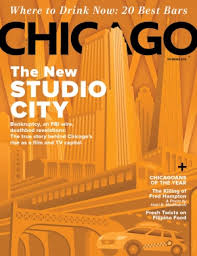 Where to Drink Now: 20 Best Bars
CHICAGO
The New
STUDIO
CITY
Bankruptcy, an FBI wire,
deathbed revelations:
The true story behind Chicago's
rise as a film and TV capital
+
CHICAGOANS
OF THE YEAR
The Killing of
Fred Hampton
Fresh Twists on
Filipino Food